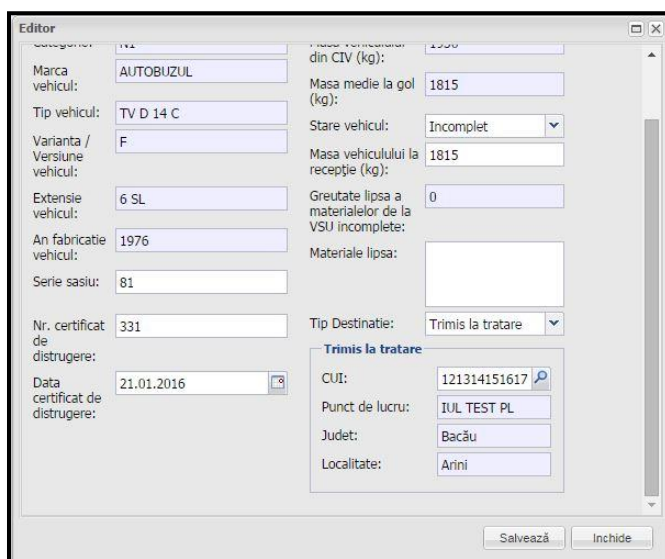 Editor
Categorie:
N1
Marca
vehicul:
AUTOBUZUL
Tip vehicul:
TV D 14 C
Varianta /
Versiune
vehicul:
F
Extensie
vehicul:
6 SL
An fabricatie
vehicul:
1976
Serie sasiu:
81
Nr. certificat
de
distrugere:
331
Data
certificat de
distrugere:
21.01.2016
Masa vehiculului
din CIV (kg):
Masa medie la gol
(kg):
1815
Stare vehicul:
Incomplet
Masa vehiculului la
recepție (kg):
1815
Greutate lipsa a
materialelor de la
VSU incomplete:
0
Materiale lipsa:
Tip Destinatie:
Trimis la tratare
Trimis la tratare
CUI:
121314151617
Punct de lucru:
IUL TEST PL
Judet:
Bacău
Localitate:
Arini
Salvează
Inchide